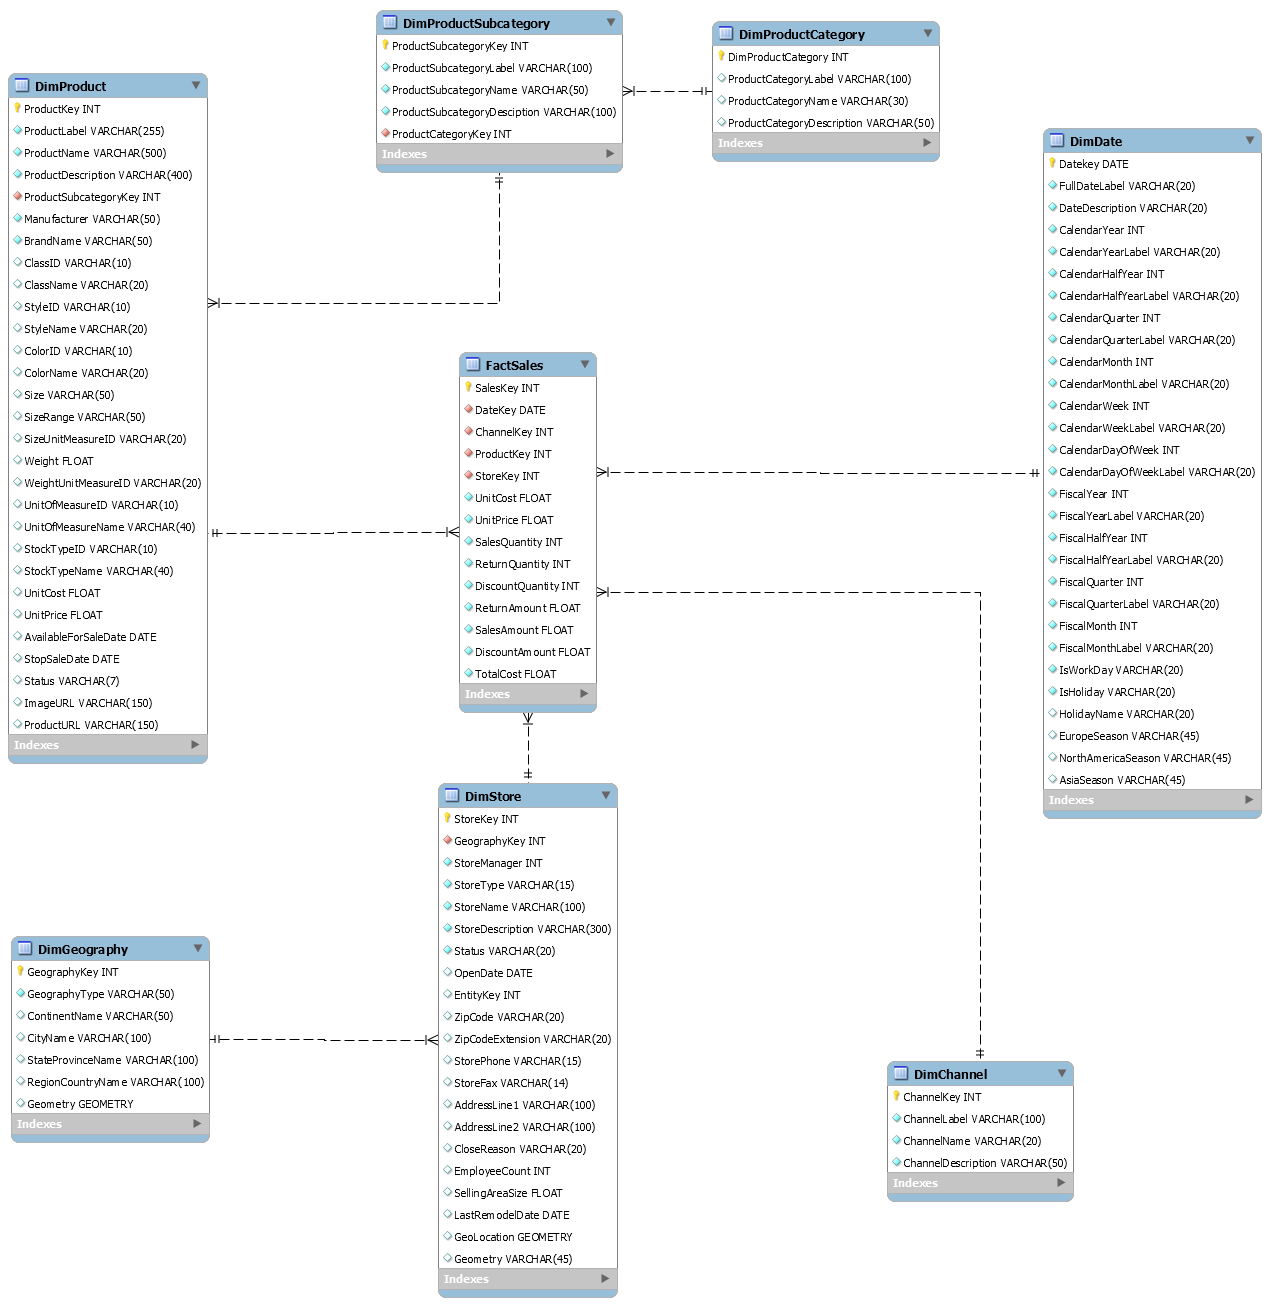 DimProductSubcategory
ProductSubcategoryKey INT
ProductSubcategoryLabel VARCHAR(100)
ProductSubcategoryName VARCHAR(50)
ProductSubcategoryDesciption VARCHAR(100)
ProductCategoryKey INT
Indexes
DimProductCategory
DimProductCategory INT
ProductCategoryLabel VARCHAR(100)
ProductCategoryName VARCHAR(30)
ProductCategoryDescription VARCHAR(50)
Indexes
DimProduct
ProductKey INT
ProductLabel VARCHAR(255)
ProductName VARCHAR(500)
ProductDescription VARCHAR(400)
ProductSubcategoryKey INT
Manufacturer VARCHAR(50)
BrandName VARCHAR(50)
ClassID VARCHAR(10)
ClassName VARCHAR(20)
StyleID VARCHAR(10)
StyleName VARCHAR(20)
ColorID VARCHAR(10)
ColorName VARCHAR(20)
Size VARCHAR(50)
SizeRange VARCHAR(50)
SizeUnitMeasureID VARCHAR(20)
Weight FLOAT
WeightUnitMeasureID VARCHAR(20)
UnitOfMeasureID VARCHAR(10)
UnitOfMeasureName VARCHAR(40)
StockTypeID VARCHAR(10)
StockTypeName VARCHAR(40)
UnitCost FLOAT
UnitPrice FLOAT
AvailableForSaleDate DATE
StopSaleDate DATE
Status VARCHAR(7)
ImageURL VARCHAR(150)
ProductURL VARCHAR(150)
Indexes
DimDate
Datekey DATE
FullDateLabel VARCHAR(20)
DateDescription VARCHAR(20)
CalendarYear INT
CalendarYearLabel VARCHAR(20)
CalendarHalfYear INT
CalendarHalfYearLabel VARCHAR(20)
CalendarQuarter INT
CalendarQuarterLabel VARCHAR(20)
CalendarMonth INT
CalendarMonthLabel VARCHAR(20)
CalendarWeek INT
CalendarWeekLabel VARCHAR(20)
CalendarDayOfWeek INT
CalendarDayOfWeekLabel VARCHAR(20)
FiscalYear INT
FiscalYearLabel VARCHAR(20)
FiscalHalfYear INT
FiscalHalfYearLabel VARCHAR(20)
FiscalQuarter INT
FiscalQuarterLabel VARCHAR(20)
FiscalMonth INT
FiscalMonthLabel VARCHAR(20)
IsWorkDay VARCHAR(20)
IsHoliday VARCHAR(20)
HolidayName VARCHAR(20)
EuropeSeason VARCHAR(45)
NorthAmericaSeason VARCHAR(45)
AsiaSeason VARCHAR(45)
Indexes
FactSales
SalesKey INT
DateKey DATE
ChannelKey INT
ProductKey INT
StoreKey INT
UnitCost FLOAT
UnitPrice FLOAT
SalesQuantity INT
ReturnQuantity INT
DiscountQuantity INT
ReturnAmount FLOAT
SalesAmount FLOAT
DiscountAmount FLOAT
TotalCost FLOAT
Indexes
DimStore
StoreKey INT
GeographyKey INT
StoreManager INT
StoreType VARCHAR(15)
StoreName VARCHAR(100)
StoreDescription VARCHAR(300)
Status VARCHAR(20)
OpenDate DATE
EntityKey INT
ZipCode VARCHAR(20)
ZipCodeExtension VARCHAR(20)
StorePhone VARCHAR(15)
StoreFax VARCHAR(14)
AddressLine1 VARCHAR(100)
AddressLine2 VARCHAR(100)
CloseReason VARCHAR(20)
EmployeeCount INT
SellingAreaSize FLOAT
LastRemodelDate DATE
GeoLocation GEOMETRY
Geometry VARCHAR(45)
Indexes
DimGeography
GeographyKey INT
GeographyType VARCHAR(50)
ContinentName VARCHAR(50)
CityName VARCHAR(100)
StateProvinceName VARCHAR(100)
RegionCountryName VARCHAR(100)
Geometry GEOMETRY
Indexes
DimChannel
ChannelKey INT
ChannelLabel VARCHAR(100)
ChannelName VARCHAR(20)
ChannelDescription VARCHAR(50)
Indexes